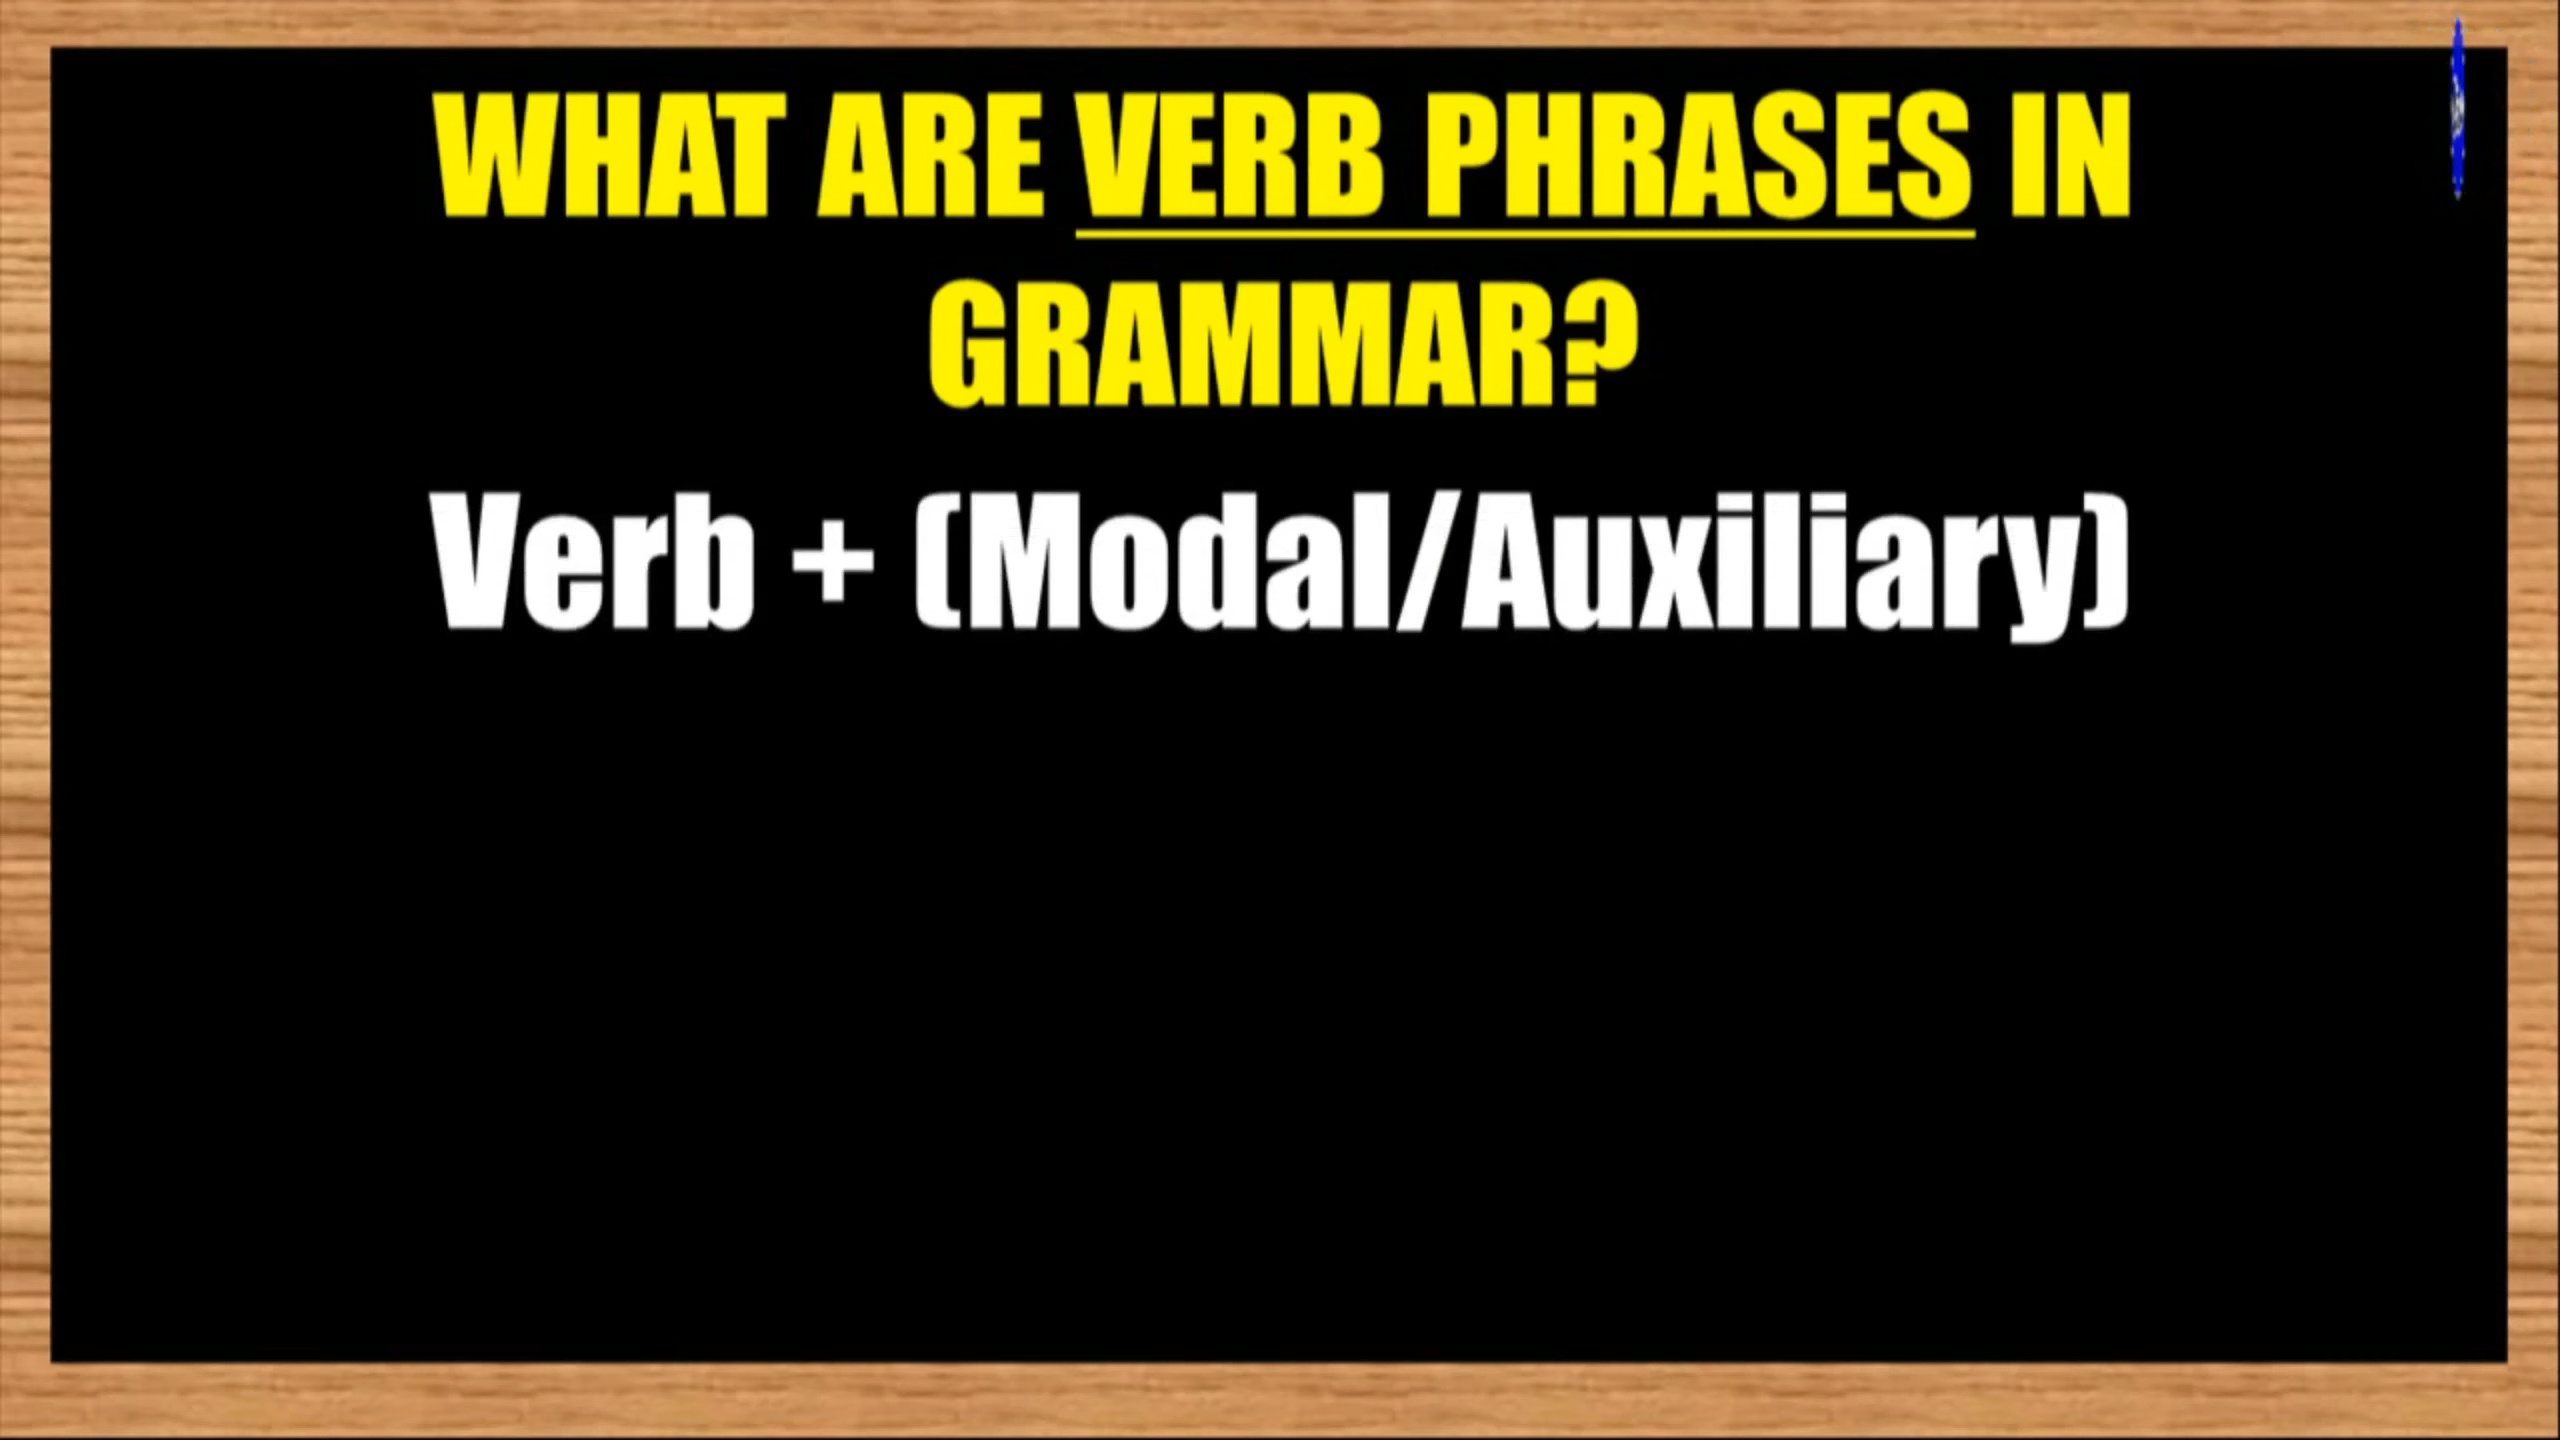 WHAT ARE VERB PHRASES IN
GRAMMAR?
Verb + (Modal/Auxiliary)